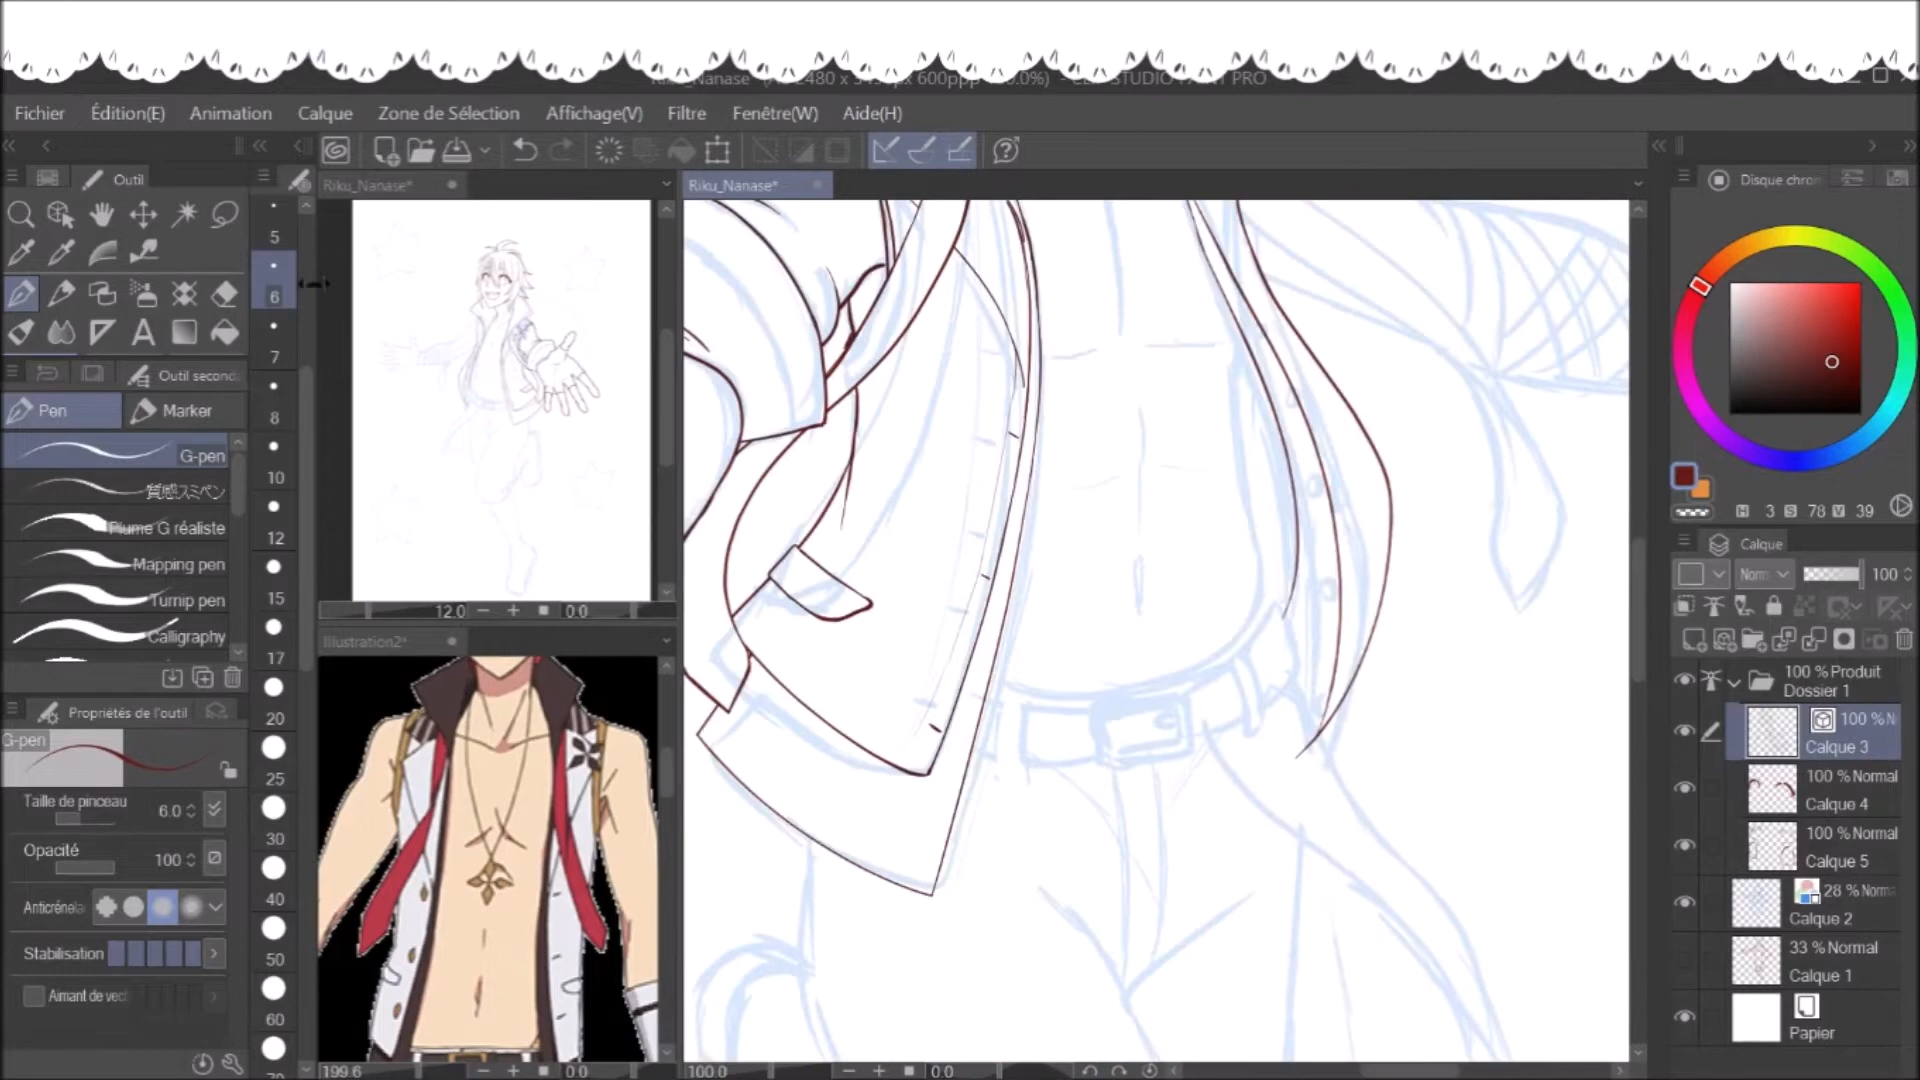 Riku_Nanase*
Fichier Édition(E) Animation Calque Zone de Sélection Affichage(V) Filtre Fenêtre(W) Aide(H)
Outil
Riku_Nanase*
Riku_Nanase*
Disque chrom
5
6
7
8
10
12
15
17
20
25
30
40
50
60
Outil second
Pen
Marker
G-pen
質感スミペン
Plume G réaliste
Mapping pen
Turnip pen
Calligraphy
Propriétés de l'outil
G-pen
Taille de pinceau 6.0
Opacité 100
Anticrénela
Stabilisation
Aimant de vect
12.0 0.0
Illustration2*
199.6 0.0
100.0 0.0
H 3 S 78 V 39
Calque
Norm 100
100 % Produit
Dossier 1
100 % N
Calque 3
100 % Normal
Calque 4
100 % Normal
Calque 5
28 % Norma
Calque 2
33 % Normal
Calque 1
Papier